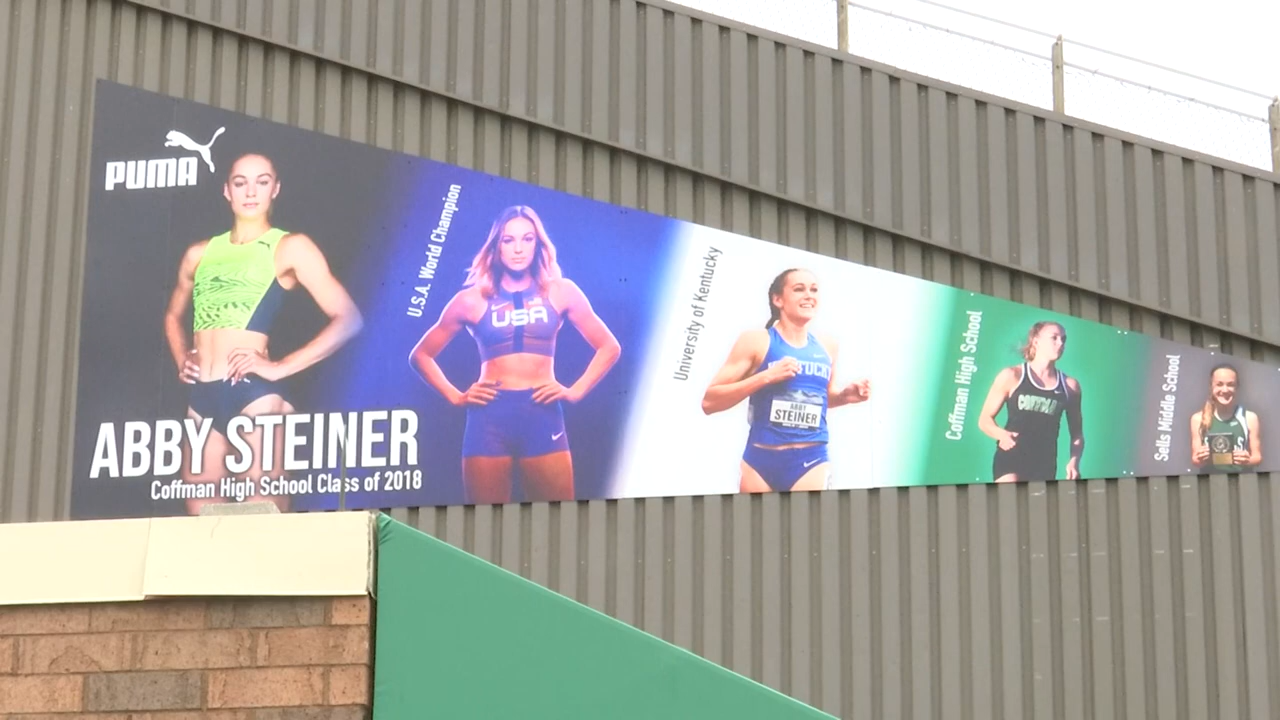 PUMA
ABBY STEINER
Coffman High School Class of 2018
U.S.A. World Champion
USA
University of Kentucky
ABBY
STEINER
Coffman High School
Sells Middle School